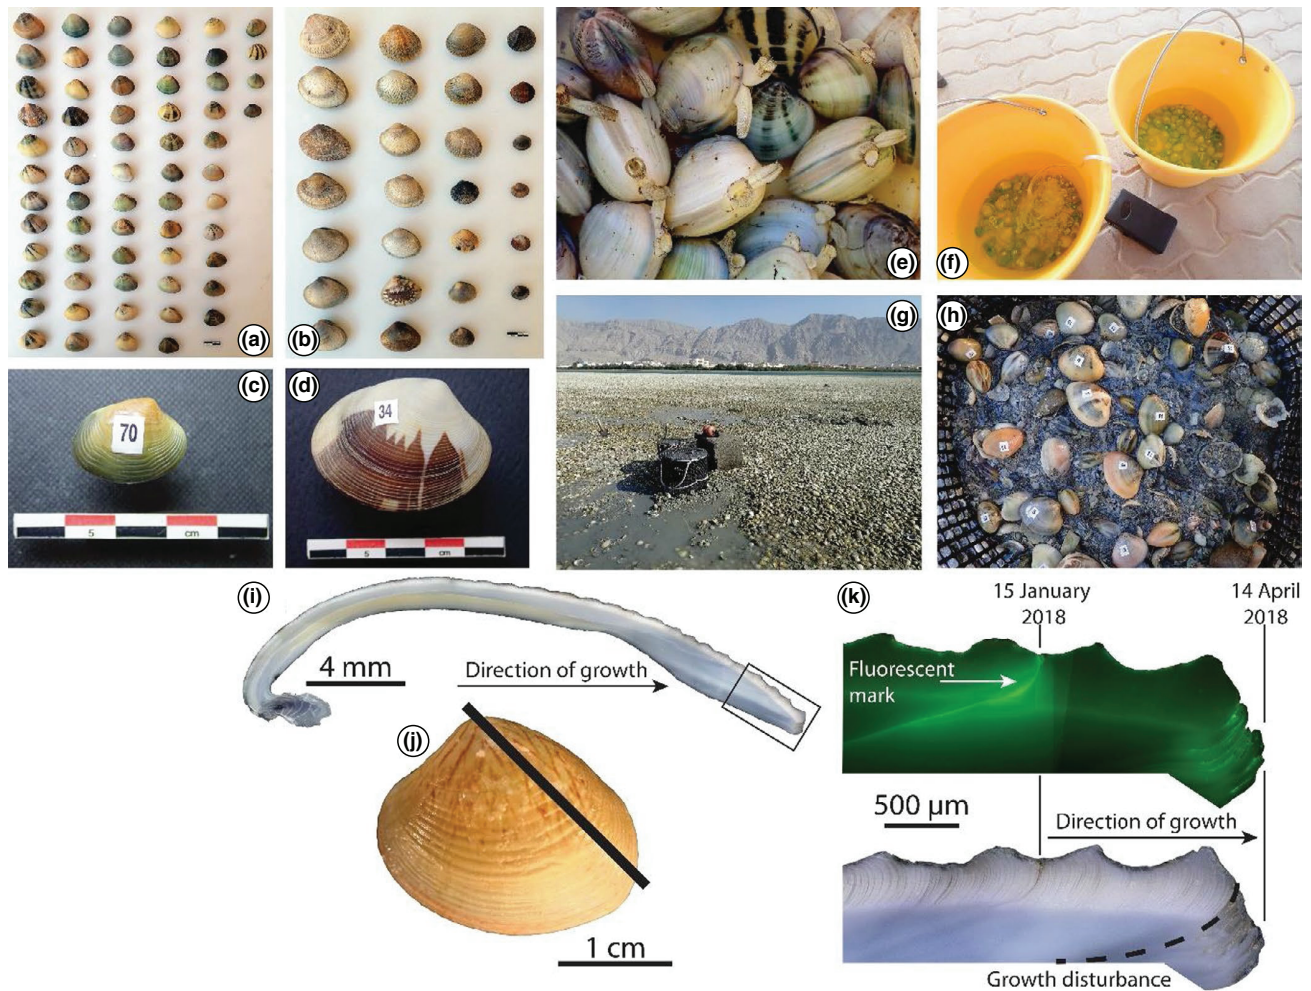 (a)
(b)
(e)
(f)
(c)
70
5 cm
(d)
34
5 cm
(g)
(h)
(i)
4 mm
Direction of growth
(j)
1 cm
(k)
15 January
2018
14 April
2018
Fluorescent
mark
500 µm
Direction of growth
Growth disturbance